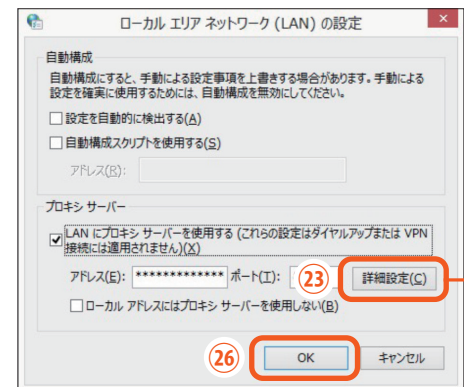 ローカル エリア ネットワーク (LAN) の設定
×
自動構成
自動構成にすると、手動による設定事項を上書きする場合があります。手動による
設定を確実に使用するためには、自動構成を無効にしてください。
設定を自動的に検出する(A)
自動構成スクリプトを使用する(S)
アドレス(R):
プロキシ サーバー
LAN にプロキシ サーバーを使用する (これらの設定はダイヤルアップまたは VPN
接続には適用されません)(X)
アドレス(E): ************* ポート(T): ㉓ 詳細設定(C)
ローカル アドレスにはプロキシ サーバーを使用しない(B)
㉖ OK キャンセル